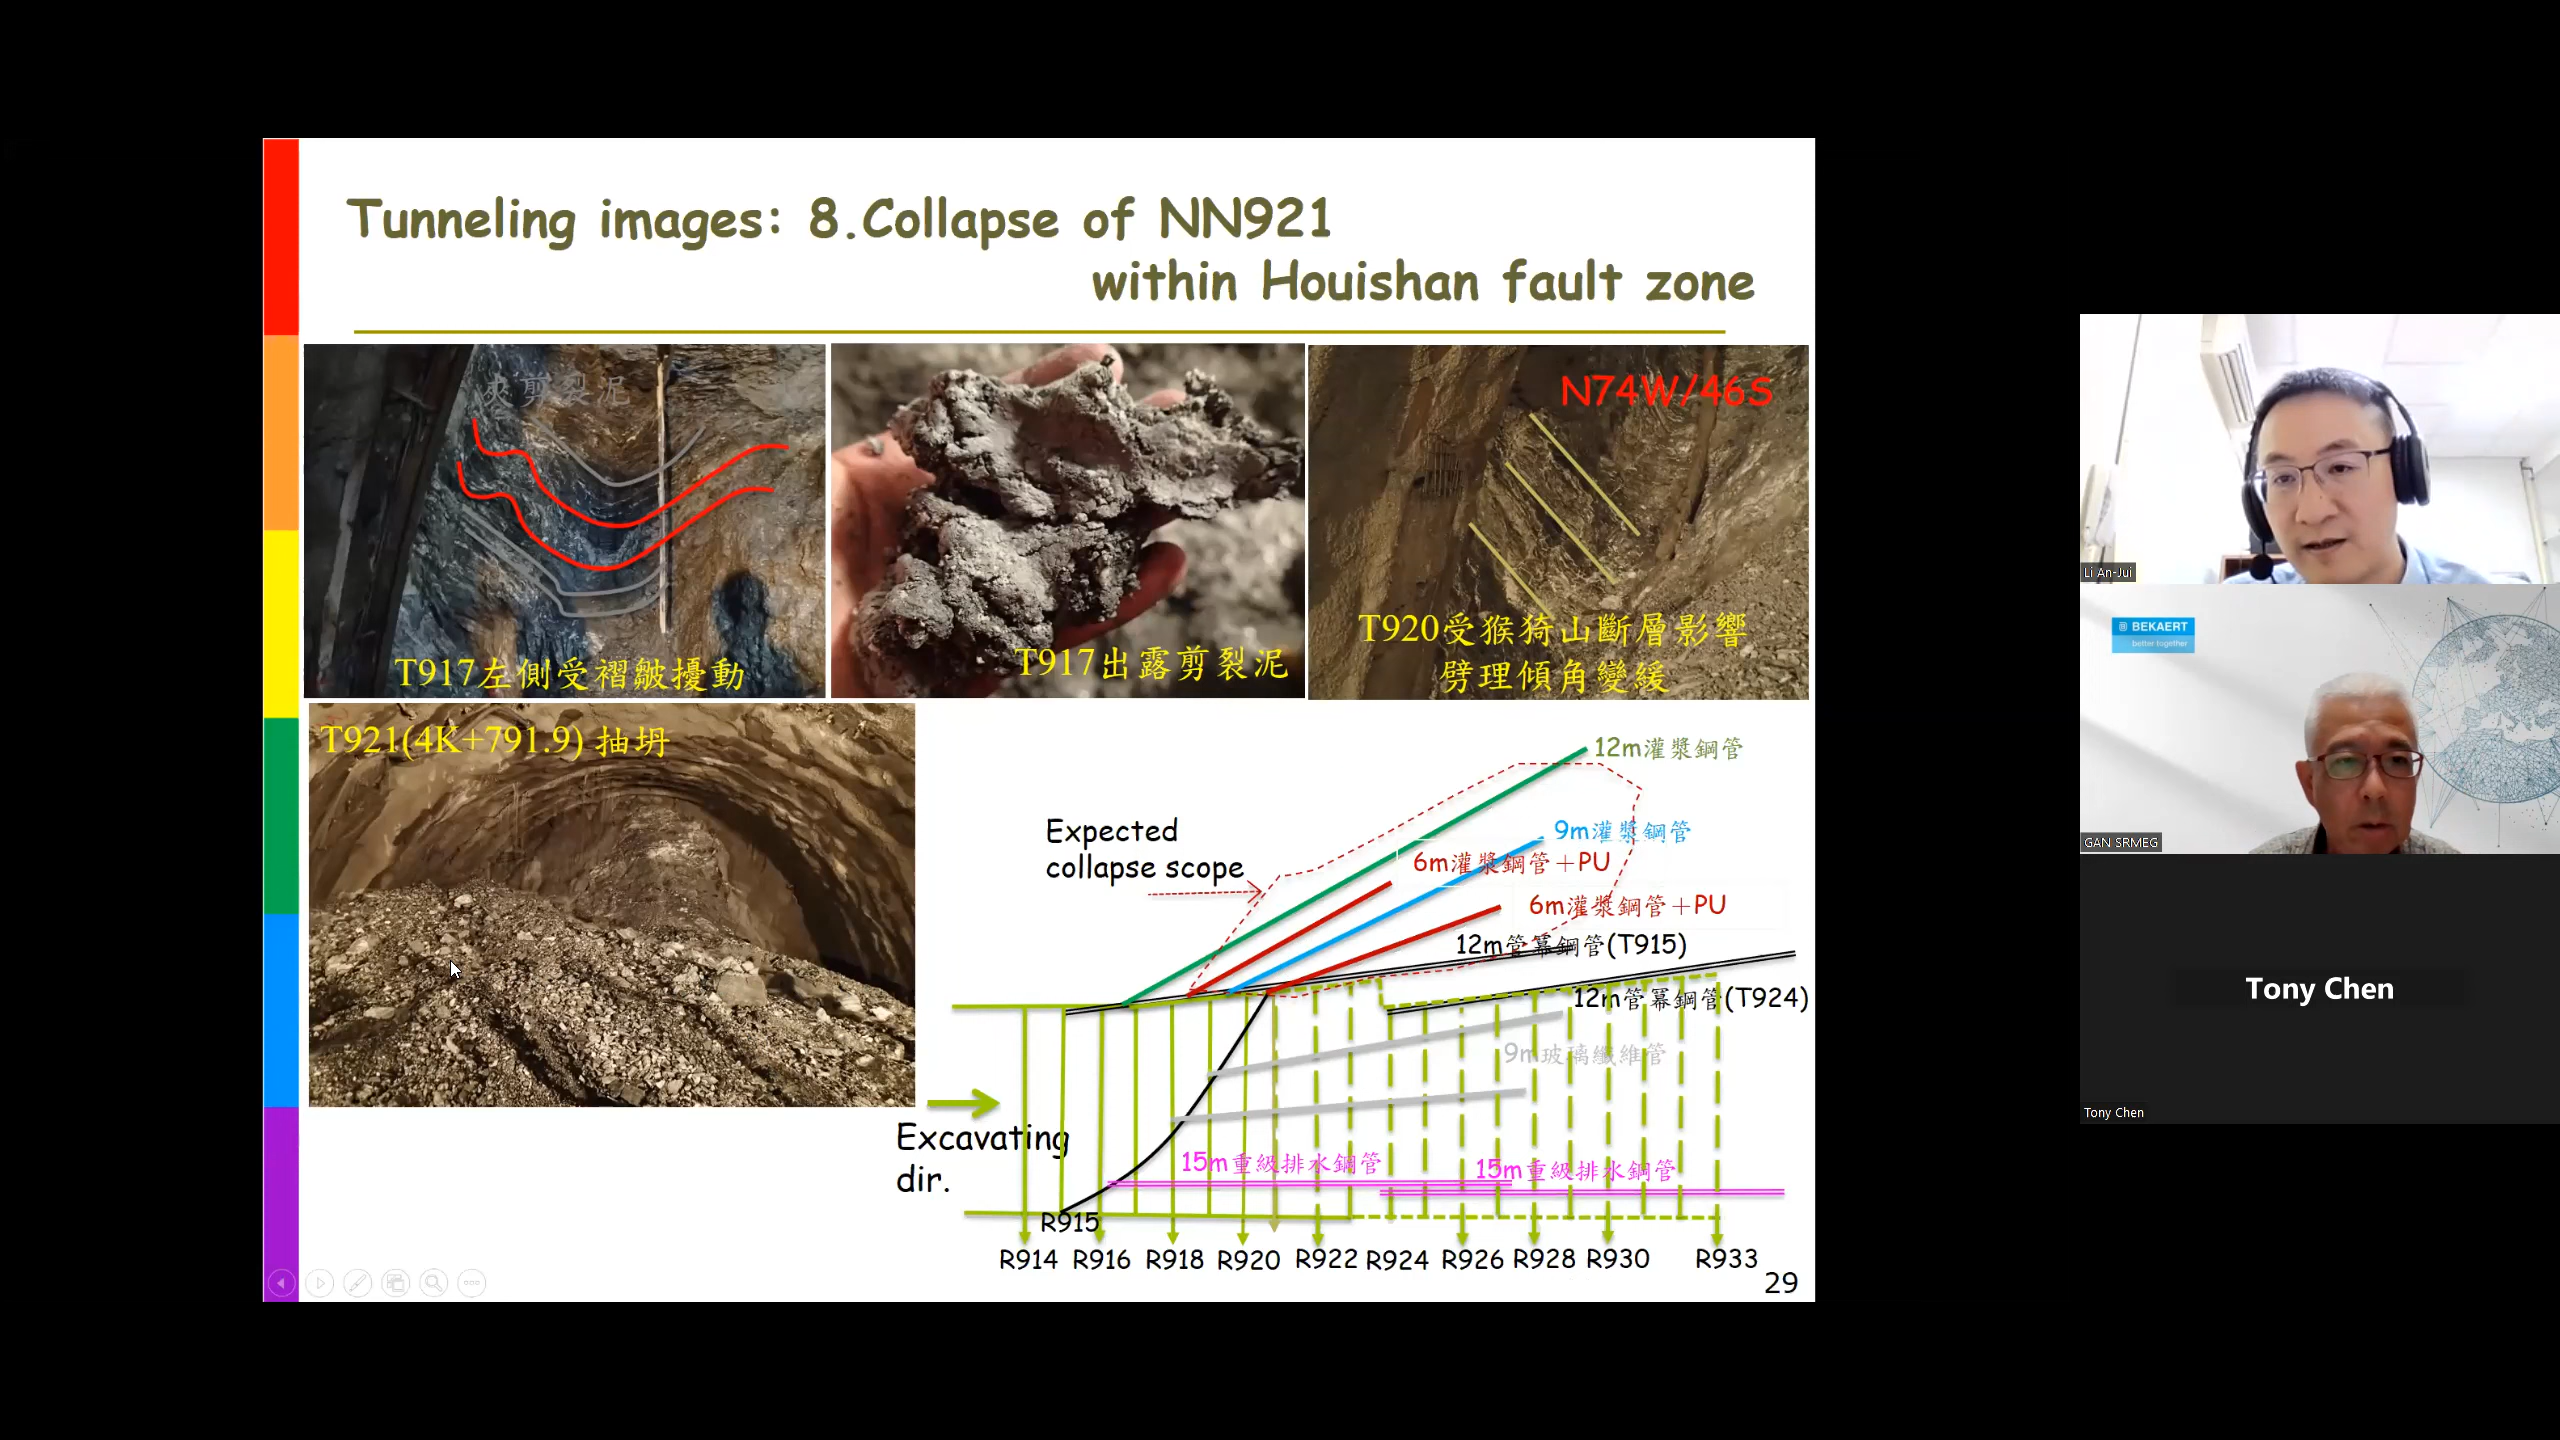 Tunneling images: 8.Collapse of NN921
within Houishan fault zone
夾剪裂泥
T917左側受褶皺擾動
T917出露剪裂泥
N74W/46S
T920受猴猗山斷層影響
劈理傾角變緩
T921(4K+791.9) 抽坍
12m灌漿鋼管
Expected
collapse scope
9m灌漿鋼管
6m灌漿鋼管+PU
6m灌漿鋼管+PU
12m管幕鋼管(T915)
12m管幕鋼管(T924)
9m玻璃纖維管
Excavating
dir.
15m重級排水鋼管
15m重級排水鋼管
R915
R914 R916 R918 R920 R922 R924 R926 R928 R930 R933
29
Li An-Jui
BEKAERT
better together
GAN SRMEG
Tony Chen
Tony Chen